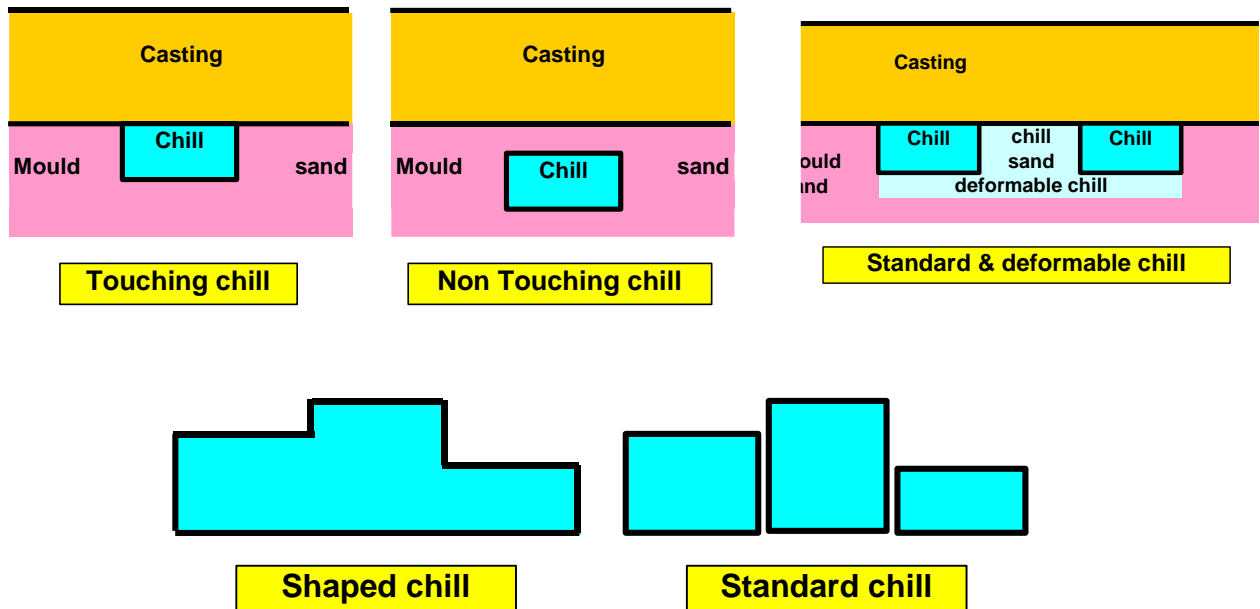 Casting
Chill
Mould sand
Touching chill
Casting
Chill
Mould sand
Non Touching chill
Casting
Chill chill Chill
ould sand
nd deformable chill
Standard & deformable chill
Shaped chill
Standard chill